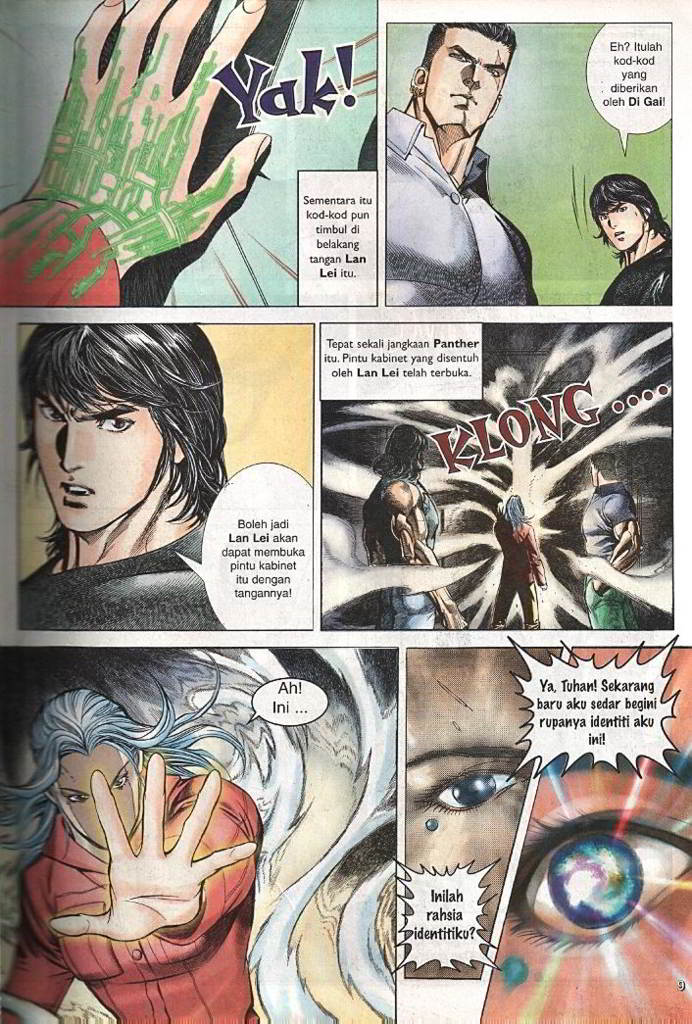 Yak!
Sementara itu
kod-kod pun
timbul di
belakang
tangan Lan
Lei itu.
Eh? Itulah
kod-kod
yang
diberikan
oleh Di Gai!
Boleh jadi
Lan Lei akan
dapat membuka
pintu kabinet
itu dengan
tangannya!
Tepat sekali jangkaan Panther
itu. Pintu kabinet yang disentuh
oleh Lan Lei telah terbuka.
KLONG ....
Ah!
Ini ...
Ya, Tuhan! Sekarang
baru aku sedar begini
rupanya identiti aku
ini!
Inilah
rahsia
identitiku?
9